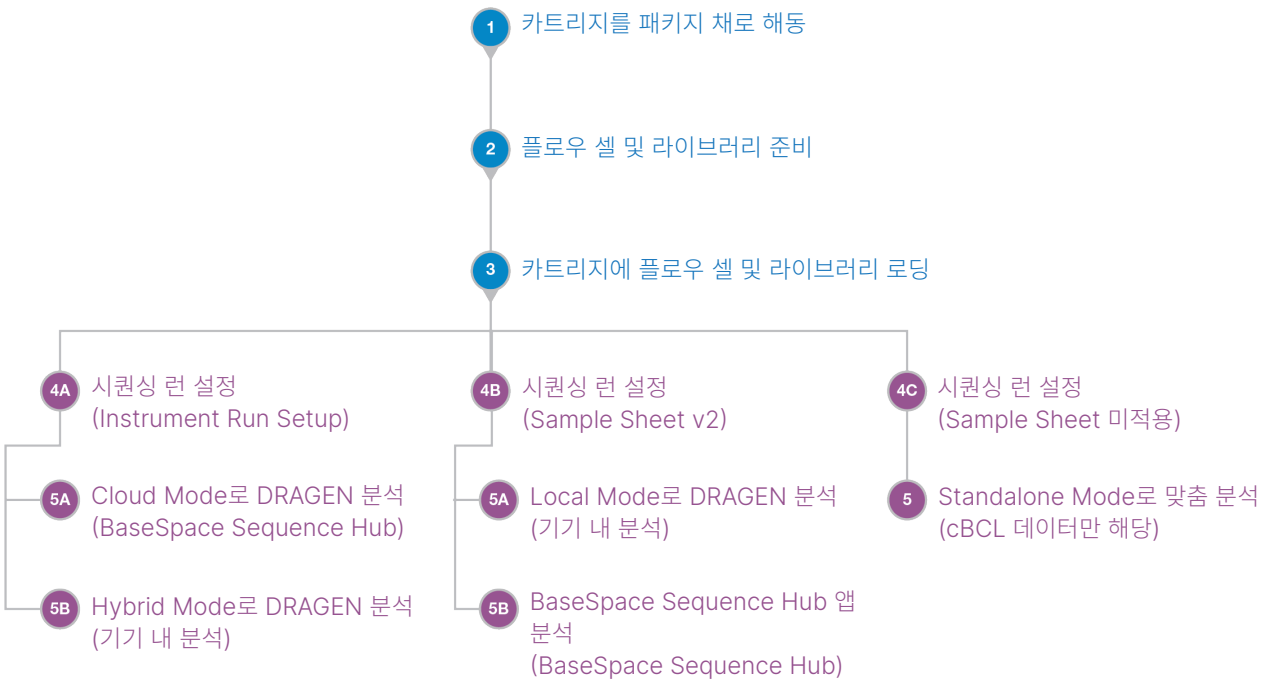 1 카트리지를 패키지 채로 해동
2 플로우 셀 및 라이브러리 준비
3 카트리지에 플로우 셀 및 라이브러리 로딩
4A 시퀀싱 런 설정
(Instrument Run Setup)
5A Cloud Mode로 DRAGEN 분석
(BaseSpace Sequence Hub)
5B Hybrid Mode로 DRAGEN 분석
(기기 내 분석)
4B 시퀀싱 런 설정
(Sample Sheet v2)
5A Local Mode로 DRAGEN 분석
(기기 내 분석)
5B BaseSpace Sequence Hub 앱
분석
(BaseSpace Sequence Hub)
4C 시퀀싱 런 설정
(Sample Sheet 미적용)
5 Standalone Mode로 맞춤 분석
(cBCL 데이터만 해당)